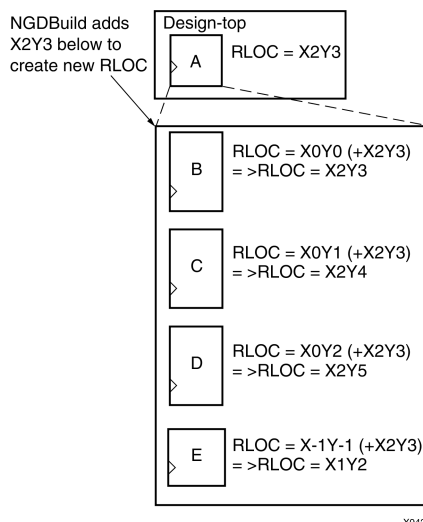 NGDBuild adds
X2Y3 below to
create new RLOC
Design-top
A
RLOC = X2Y3
B
RLOC = X0Y0 (+X2Y3)
= >RLOC = X2Y3
C
RLOC = X0Y1 (+X2Y3)
= >RLOC = X2Y4
D
RLOC = X0Y2 (+X2Y3)
= >RLOC = X2Y5
E
RLOC = X-1Y-1 (+X2Y3)
= >RLOC = X1Y2